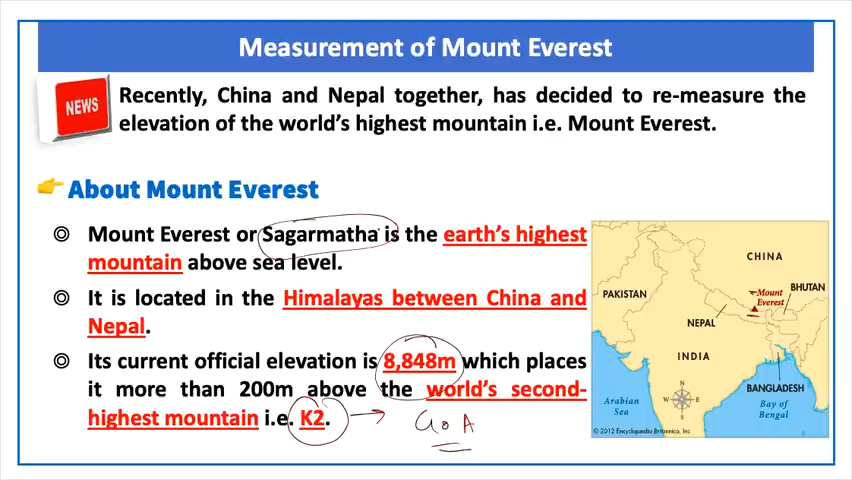 Measurement of Mount Everest
NEWS
Recently, China and Nepal together, has decided to re-measure the
elevation of the world's highest mountain i.e. Mount Everest.
About Mount Everest
Mount Everest or Sagarmatha is the earth's highest
mountain above sea level.
It is located in the Himalayas between China and
Nepal.
Its current official elevation is 8,848m which places
it more than 200m above the world's second-
highest mountain i.e. K2.
GoA
CHINA
Mount
Everest
BHUTAN
PAKISTAN
NEPAL
INDIA
BANGLADESH
Arabian
Sea
N
W
E
S
Bay of
Bengal
© 2012 Encyclopædia Britannica, Inc.